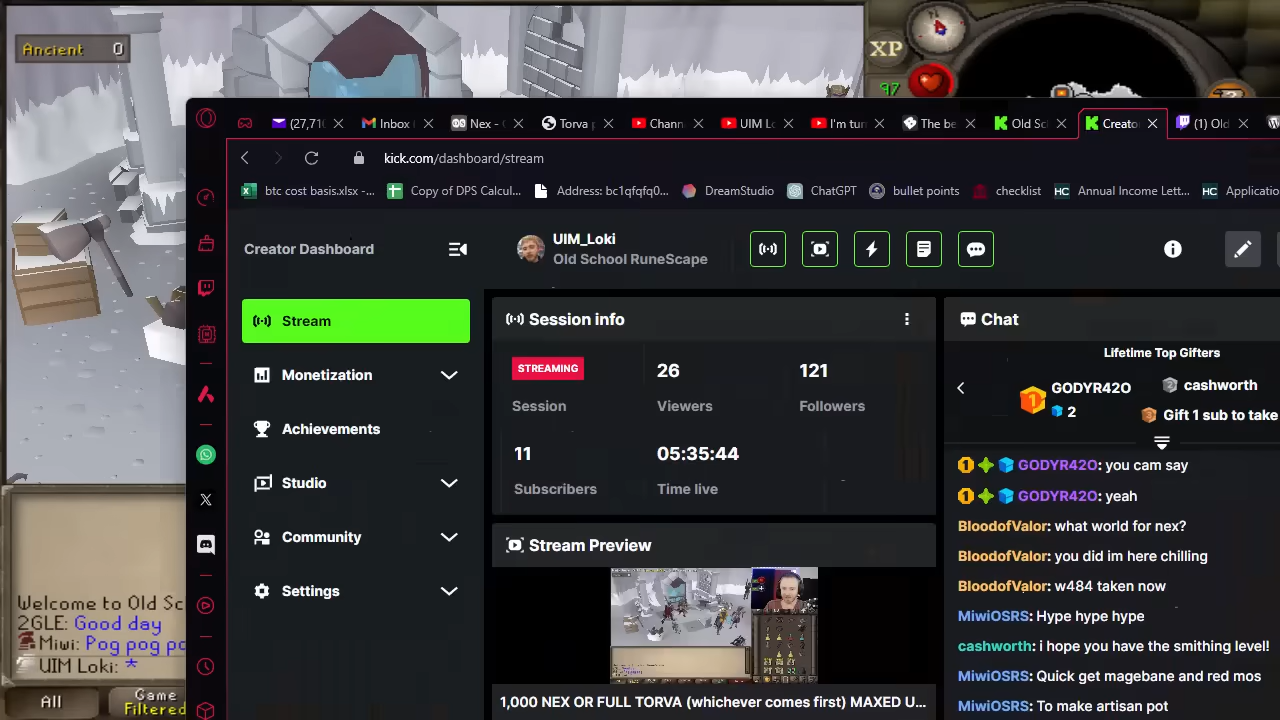 Ancient 0
XP
97
(27,710
Inbox
Nex -
Torva
Chann
UIM L
I'm tur
The be
Old Sc
Creato
(1) Old
kick.com/dashboard/stream
btc cost basis.xlsx -...
Copy of DPS Calcul...
Address: bc1qfqfq0...
DreamStudio
ChatGPT
bullet points
checklist
HC Annual Income Lett...
HC Applicatio
Creator Dashboard
UIM_Loki
Old School RuneScape
Stream
Monetization
Achievements
Studio
Community
Settings
Session info
STREAMING
Session
26
Viewers
121
Followers
11
Subscribers
05:35:44
Time live
Stream Preview
1,000 NEX OR FULL TORVA (whichever comes first) MAXED U...
Chat
Lifetime Top Gifters
1 GODYR42O
2
2 cashworth
3 Gift 1 sub to take
1 GODYR42O: you cam say
1 GODYR42O: yeah
BloodofValor: what world for nex?
BloodofValor: you did im here chilling
BloodofValor: w484 taken now
MiwiOSRS: Hype hype hype
cashworth: i hope you have the smithing level!
MiwiOSRS: Quick get magebane and red mos
MiwiOSRS: To make artisan pot
Welcome to Old Sc
2GLE: Good day
Miwi: Pog pog po
UIM Loki: *
All
Game
Filtered